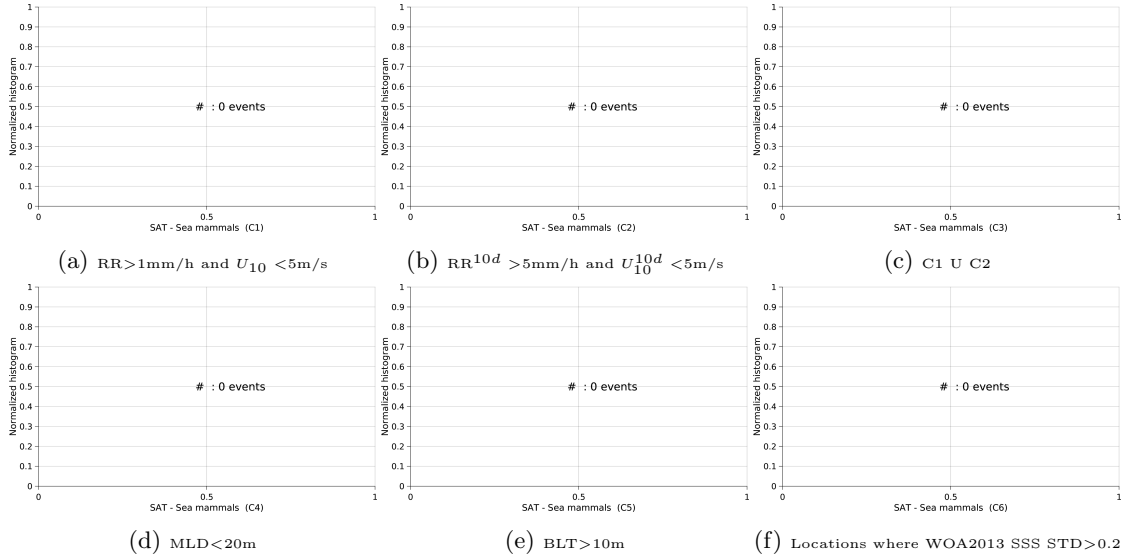 1
0.9
0.8
0.7
0.6
0.5
0.4
0.3
0.2
0.1
0
Normalized histogram
# : 0 events
0 0.5 1
SAT - Sea mammals (C1)
(a) RR>1mm/h and U10 <5m/s
1
0.9
0.8
0.7
0.6
0.5
0.4
0.3
0.2
0.1
0
Normalized histogram
# : 0 events
0 0.5 1
SAT - Sea mammals (C2)
(b) RR10d >5mm/h and U10d10 <5m/s
1
0.9
0.8
0.7
0.6
0.5
0.4
0.3
0.2
0.1
0
Normalized histogram
# : 0 events
0 0.5 1
SAT - Sea mammals (C3)
(c) C1 U C2
1
0.9
0.8
0.7
0.6
0.5
0.4
0.3
0.2
0.1
0
Normalized histogram
# : 0 events
0 0.5 1
SAT - Sea mammals (C4)
(d) MLD<20m
1
0.9
0.8
0.7
0.6
0.5
0.4
0.3
0.2
0.1
0
Normalized histogram
# : 0 events
0 0.5 1
SAT - Sea mammals (C5)
(e) BLT>10m
1
0.9
0.8
0.7
0.6
0.5
0.4
0.3
0.2
0.1
0
Normalized histogram
# : 0 events
0 0.5 1
SAT - Sea mammals (C6)
(f) Locations where WOA2013 SSS STD>0.2